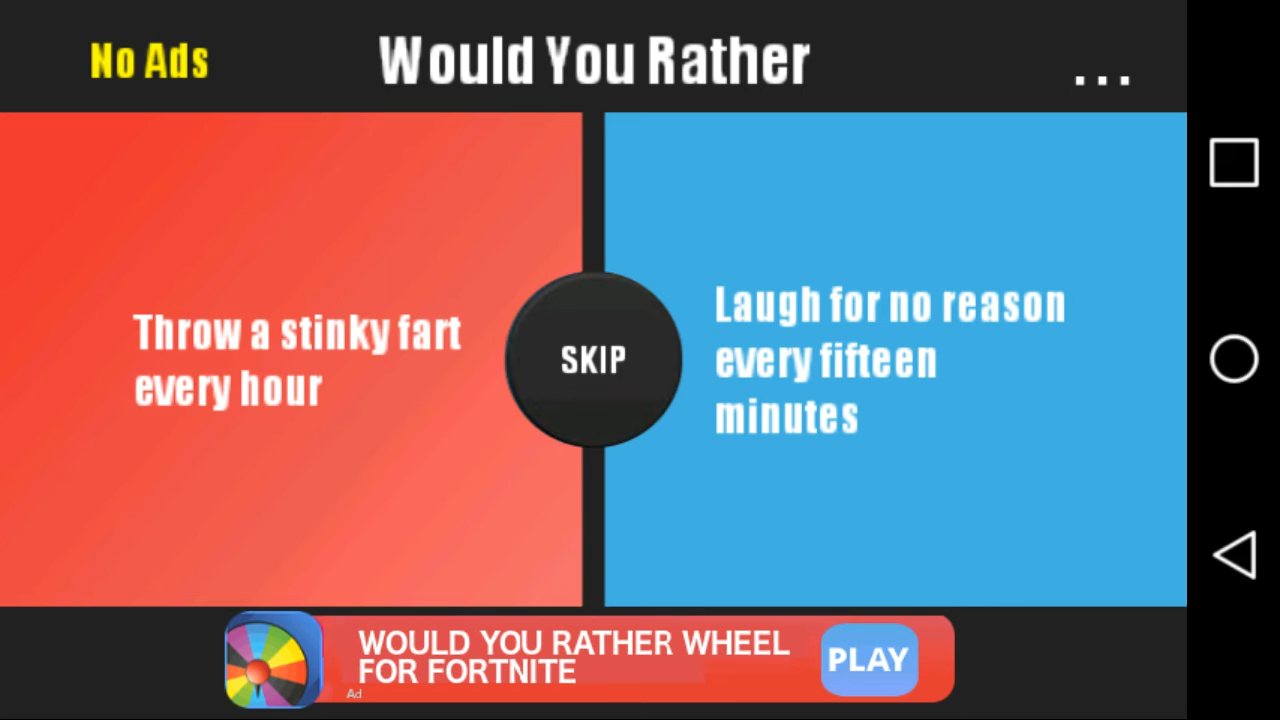 No Ads
Would You Rather
...
Throw a stinky fart
every hour
SKIP
Laugh for no reason
every fifteen
minutes
WOULD YOU RATHER WHEEL
FOR FORTNITE
Ad
PLAY